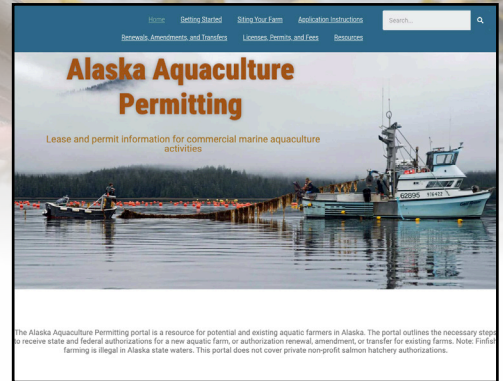 Home Getting Started Siting Your Farm Application Instructions Search...
Renewals, Amendments, and Transfers Licenses, Permits, and Fees Resources
Alaska Aquaculture
Permitting
Lease and permit information for commercial marine aquaculture
activities
62895 916403
The Alaska Aquaculture Permitting portal is a resource for potential and existing aquatic farmers in Alaska. The portal outlines the necessary steps
to receive state and federal authorizations for a new aquatic farm, or authorization renewal, amendment, or transfer for existing farms. Note: Finfish
farming is illegal in Alaska state waters. This portal does not cover private non-profit salmon hatchery authorizations.